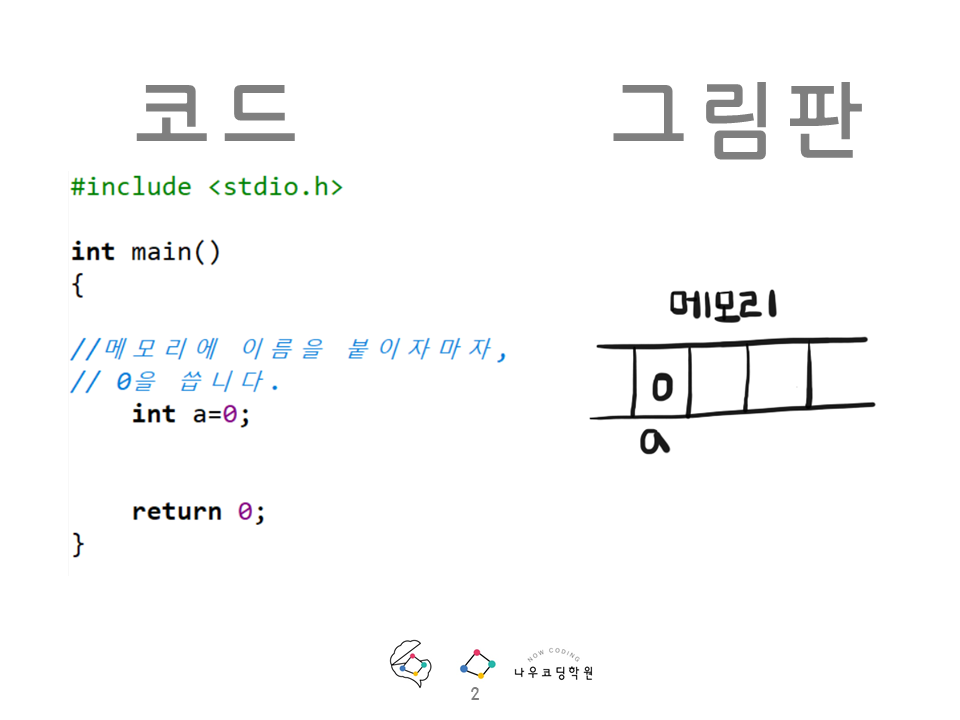 코드
그림판
#include <stdio.h>
int main()
{
//메모리에 이름을 붙이자마자,
// 0을 씁니다.
int a=0;
return 0;
}
메모리
0
a
NOW CODING
나우코딩학원
2